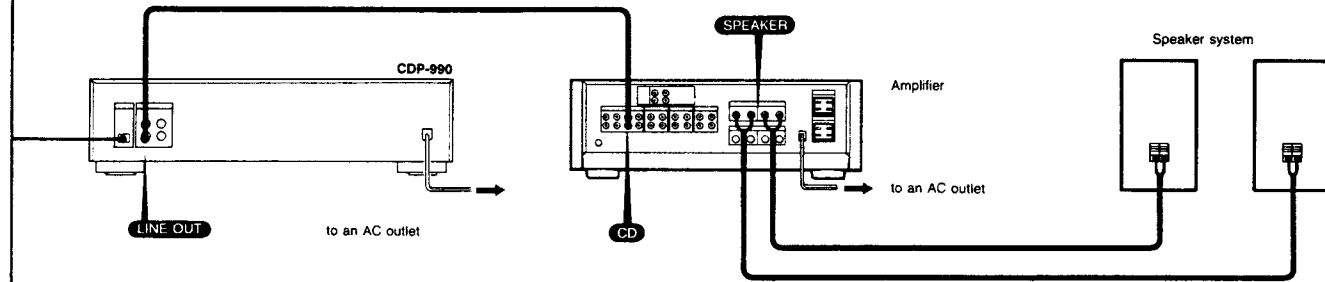 SPEAKER
Speaker system
CDP-990
Amplifier
to an AC outlet
LINE OUT
to an AC outlet
CD